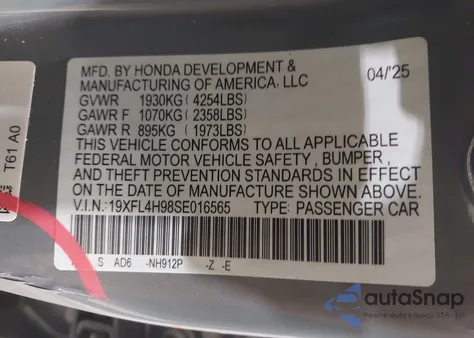 MFD. BY HONDA DEVELOPMENT &
MANUFACTURING OF AMERICA, LLC
04/25
GVWR 1930KG (4254LBS)
GAWR F 1070KG (2358LBS)
GAWR R 895KG (1973LBS)
THIS VEHICLE CONFORMS TO ALL APPLICABLE
FEDERAL MOTOR VEHICLE SAFETY, BUMPER,
AND THEFT PREVENTION STANDARDS IN EFFECT
ON THE DATE OF MANUFACTURE SHOWN ABOVE.
V.I.N.: 19XFL4H98SE016565 TYPE: PASSENGER CAR
S AD6 -NH912P -Z -E
T61 A0
autoSnap